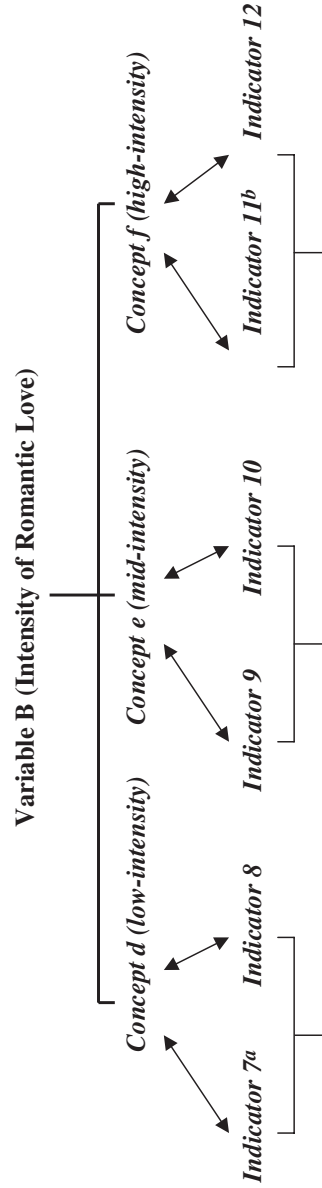 Variable B (Intensity of Romantic Love)
Concept d (low-intensity) Concept e (mid-intensity) Concept f (high-intensity)
Indicator 7a Indicator 8 Indicator 9 Indicator 10 Indicator 11b Indicator 12